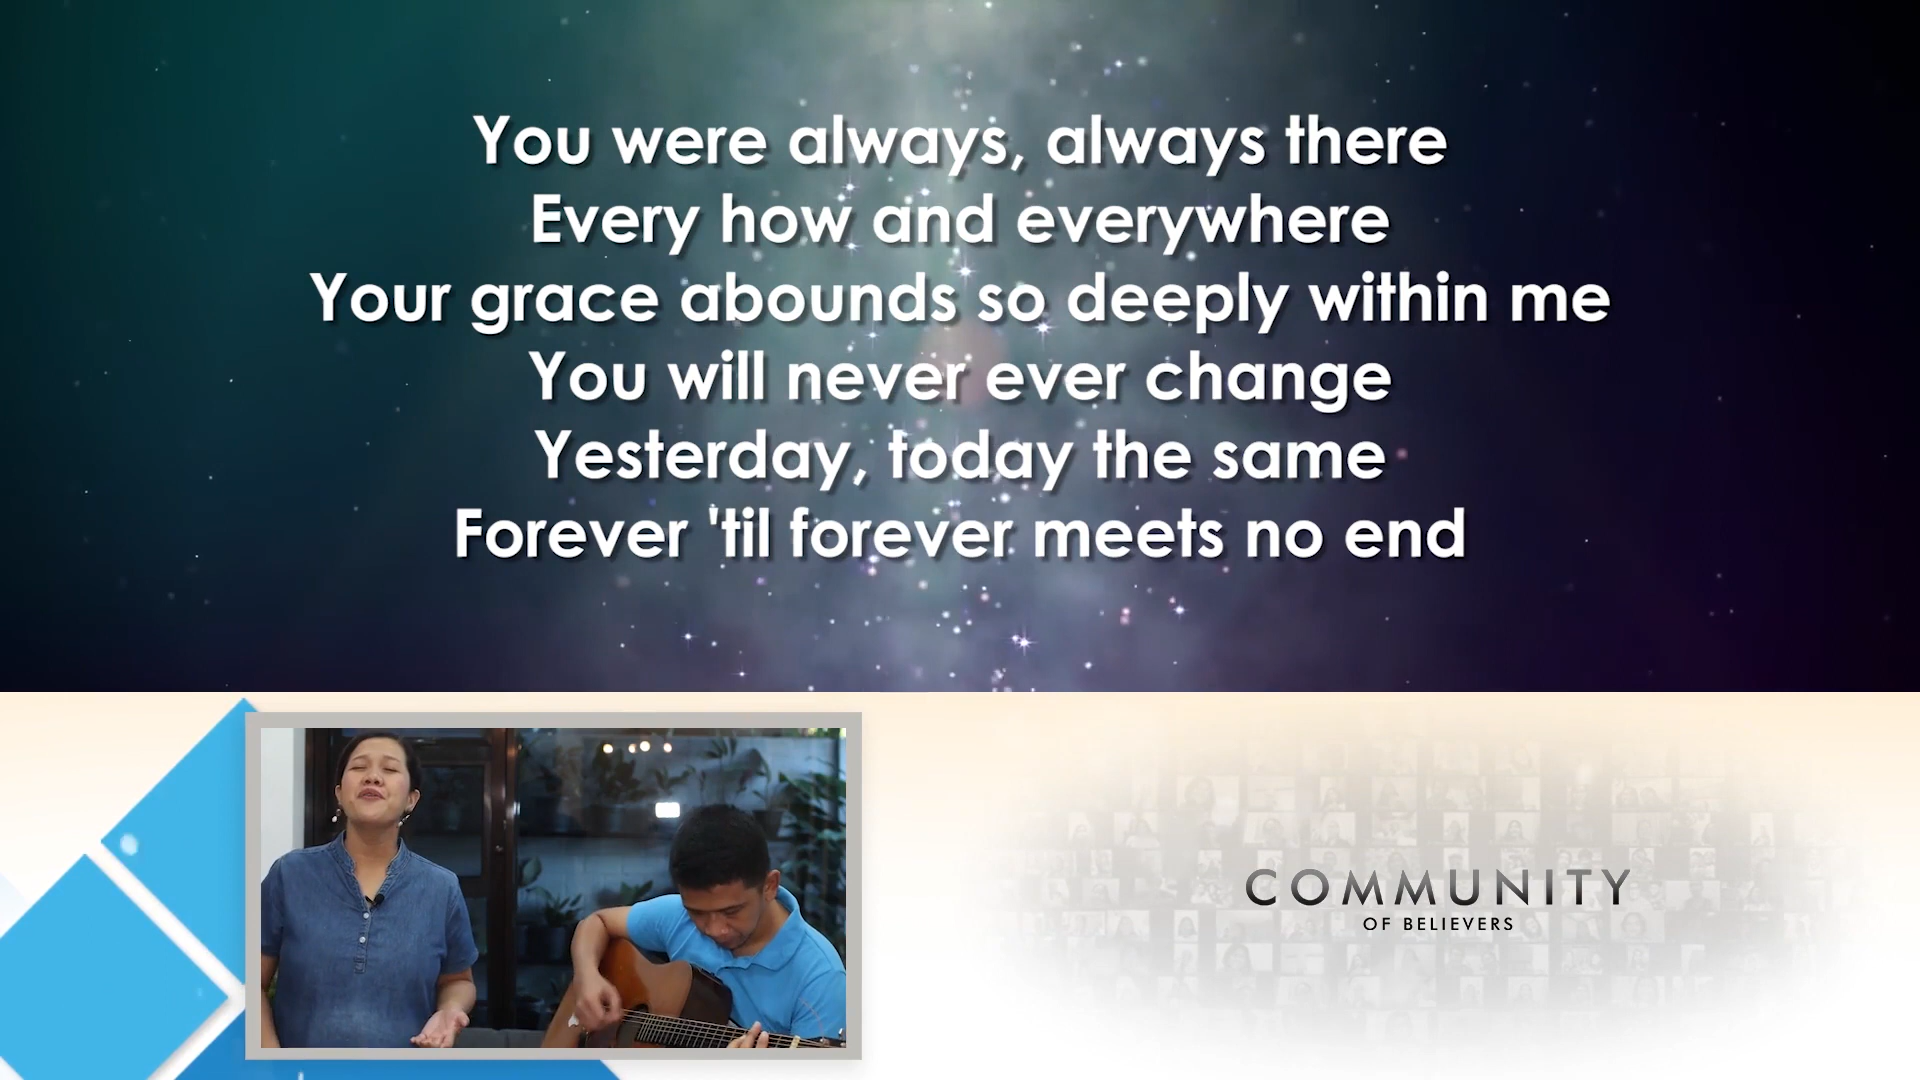 You were always, always there
Every how and everywhere
Your grace abounds so deeply within me
You will never ever change
Yesterday, today the same
Forever 'til forever meets no end
COMMUNITY
OF BELIEVERS